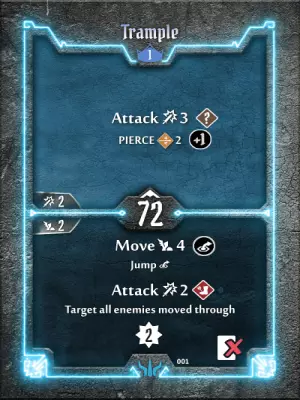 Trample
1
Attack 3 ?
PIERCE 2 +1
2
72
2
Move 4
Jump
Attack 2
Target all enemies moved through
2
001